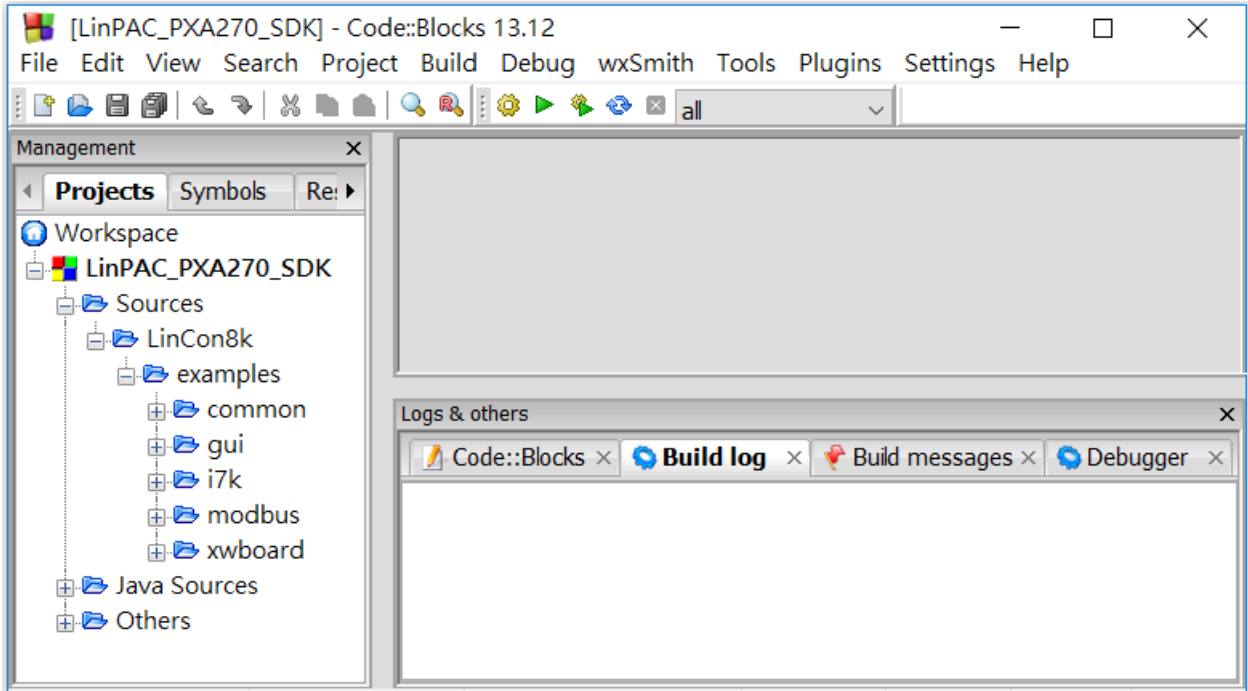 [LinPAC_PXA270_SDK] - Code::Blocks 13.12
File Edit View Search Project Build Debug wxSmith Tools Plugins Settings Help
all
Management
Projects Symbols Re
Workspace
LinPAC_PXA270_SDK
Sources
LinCon8k
examples
common
gui
i7k
modbus
xwboard
Java Sources
Others
Logs & others
Code::Blocks Build log Build messages Debugger